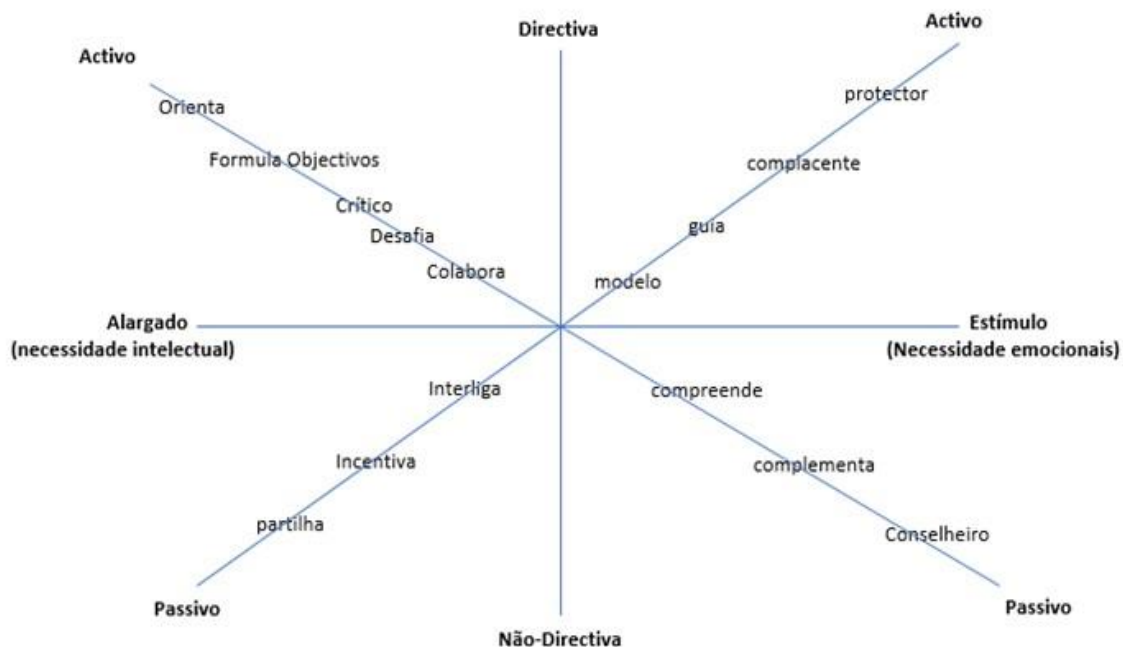 Directiva
Activo
Activo
Orienta
protector
Formula Objectivos
complacente
Crítico
guia
Desafia
Colabora
modelo
Alargado
(necessidade intelectual)
Estímulo
(Necessidade emocionais)
Interliga
compreende
Incentiva
complementa
partilha
Conselheiro
Passivo
Passivo
Não-Directiva